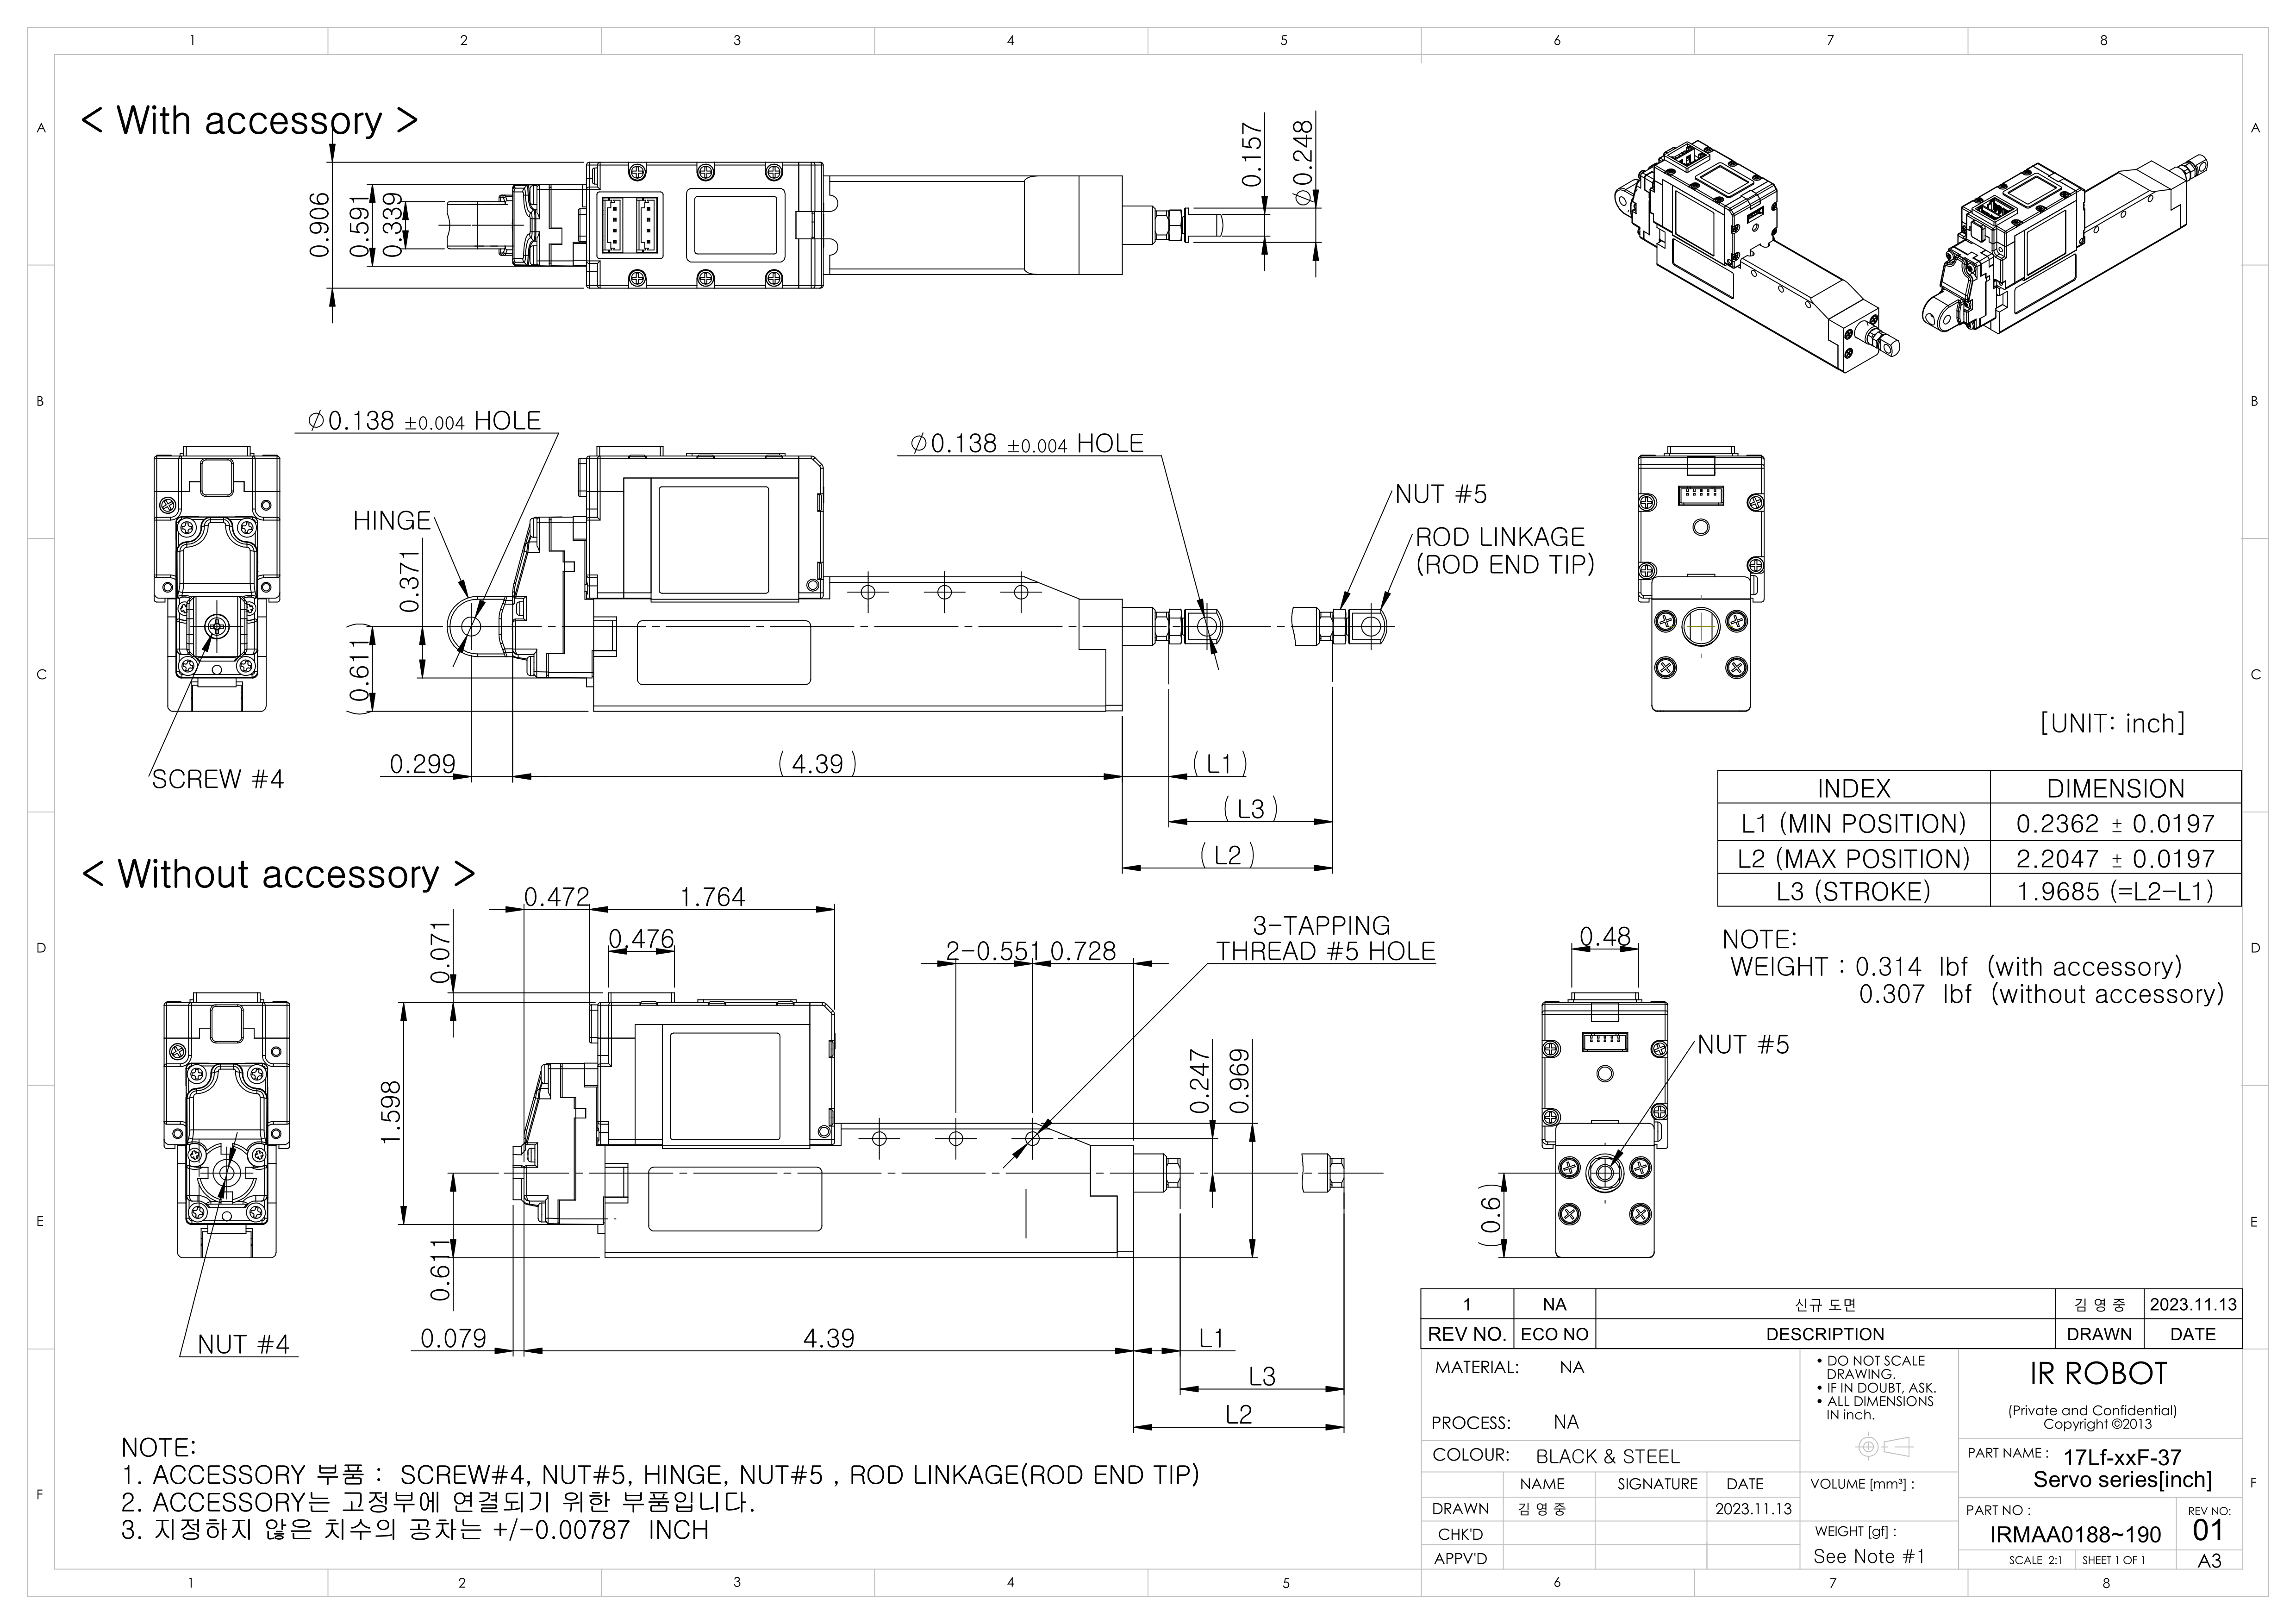 1 2 3 4 5 6 7 8
A A
B B
C C
D D
E E
F F
< With accessory >
0.906
0.591
0.339
0.157
⌀0.248
⌀0.138 ±0.004 HOLE
⌀0.138 ±0.004 HOLE
HINGE
0.371
(0.611)
NUT #5
ROD LINKAGE
(ROD END TIP)
SCREW #4
0.299
(4.39)
(L1)
(L3)
(L2)
[UNIT: inch]
INDEX DIMENSION
L1 (MIN POSITION) 0.2362 ± 0.0197
L2 (MAX POSITION) 2.2047 ± 0.0197
L3 (STROKE) 1.9685 (=L2-L1)
NOTE:
WEIGHT : 0.314 lbf (with accessory)
0.307 lbf (without accessory)
< Without accessory >
0.472
1.764
0.071
0.476
2-0.551
0.728
3-TAPPING
THREAD #5 HOLE
0.48
NUT #5
1.598
0.247
0.969
0.611
(0.6)
NUT #4
0.079
4.39
L1
L3
L2
NOTE:
1. ACCESSORY 부품 : SCREW#4, NUT#5, HINGE, NUT#5 , ROD LINKAGE(ROD END TIP)
2. ACCESSORY는 고정부에 연결되기 위한 부품입니다.
3. 지정하지 않은 치수의 공차는 +/-0.00787 INCH
1 NA 신규 도면 김 영 중 2023.11.13
REV NO. ECO NO DESCRIPTION DRAWN DATE
MATERIAL: NA
PROCESS: NA
COLOUR: BLACK & STEEL
NAME SIGNATURE DATE
DRAWN 김 영 중 2023.11.13
CHK'D
APPV'D
• DO NOT SCALE
DRAWING.
• IF IN DOUBT, ASK.
• ALL DIMENSIONS
IN inch.
VOLUME [mm³] :
WEIGHT [gf] :
See Note #1
IR ROBOT
(Private and Confidential)
Copyright ©2013
PART NAME : 17Lf-xxF-37
Servo series[inch]
PART NO :
IRMAA0188~190
REV NO:
01
SCALE 2:1 SHEET 1 OF 1 A3
1 2 3 4 5 6 7 8